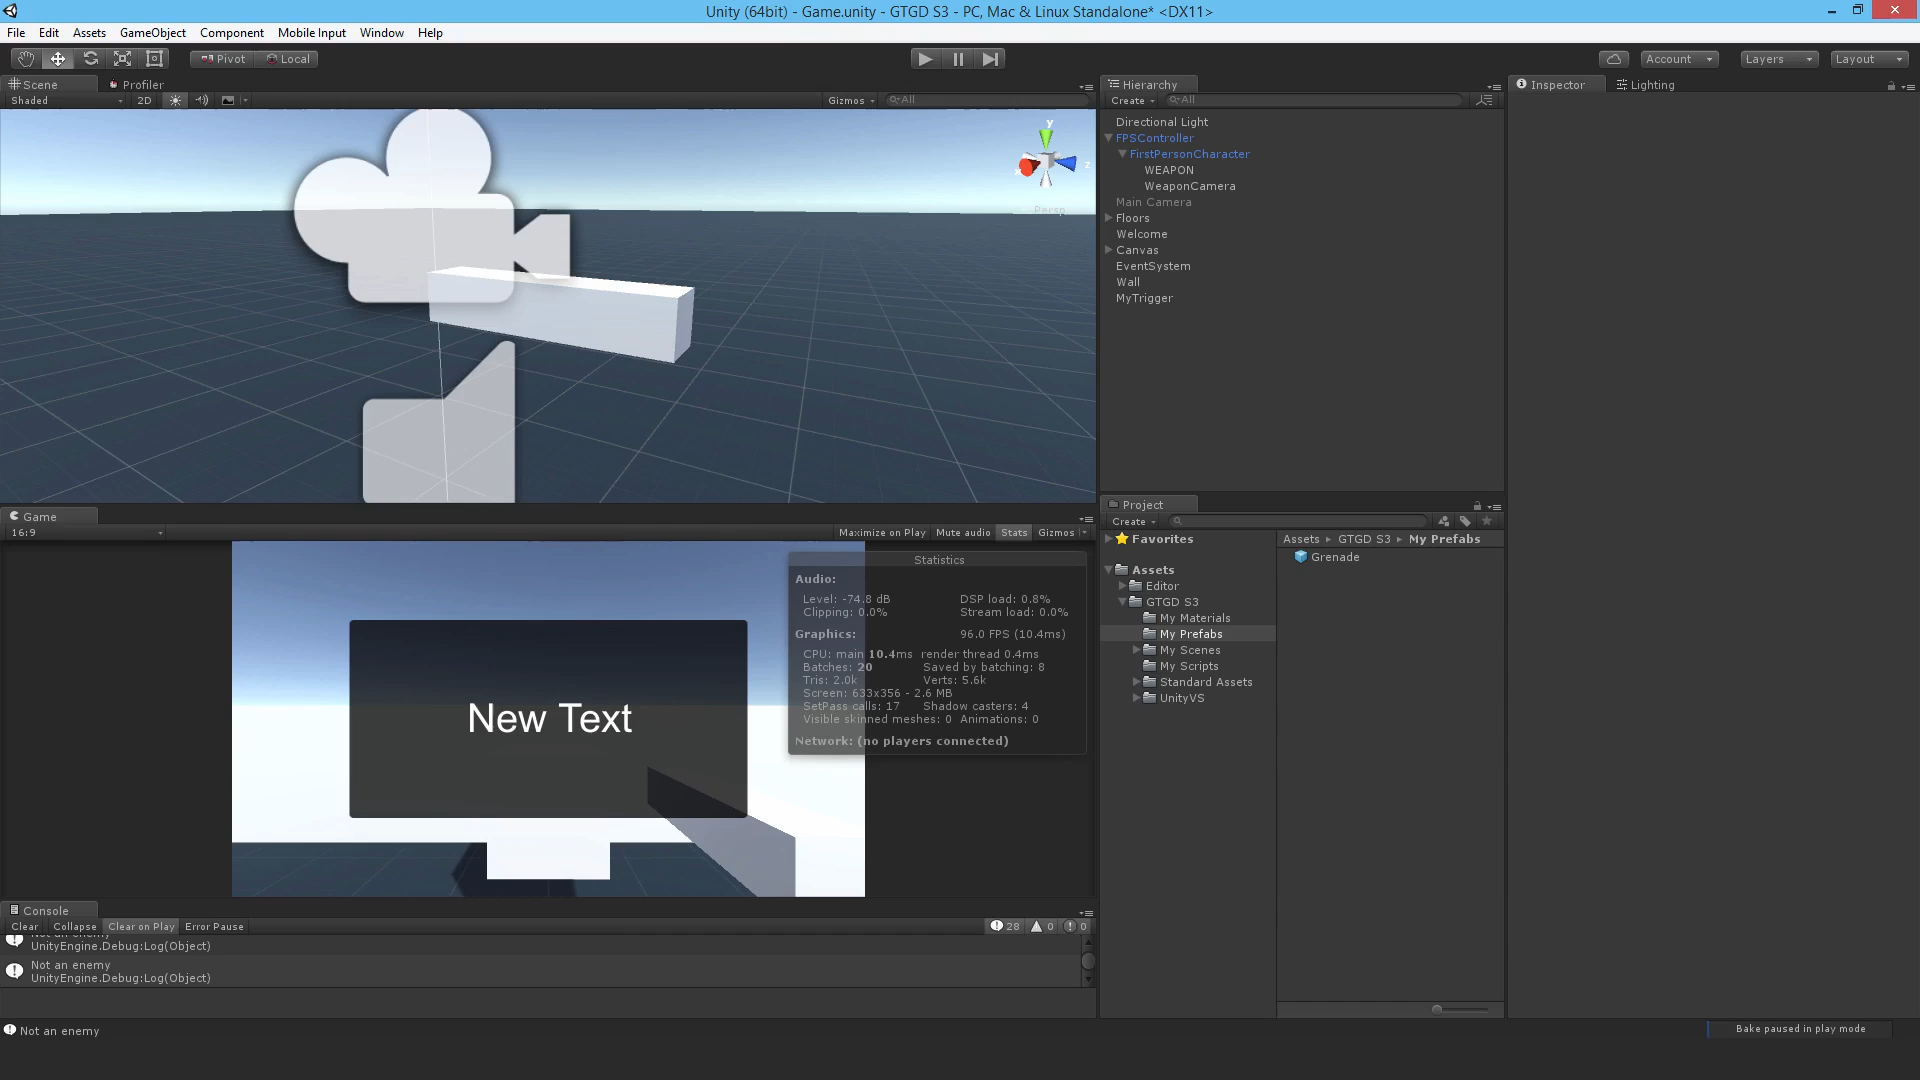 Unity (64bit) - Game.unity - GTGD S3 - PC, Mac & Linux Standalone* <DX11>
File Edit Assets GameObject Component Mobile Input Window Help
Pivot Local Account Layers Layout
Scene Profiler
Shaded 2D Gizmos All
y
x
z
Persp
Game
16:9 Maximize on Play Mute audio Stats Gizmos
New Text
Statistics
Audio:
Level: -74.8 dB DSP load: 0.8%
Clipping: 0.0% Stream load: 0.0%
Graphics: 96.0 FPS (10.4ms)
CPU: main 10.4ms render thread 0.4ms
Batches: 20 Saved by batching: 8
Tris: 2.0k Verts: 5.6k
Screen: 633x356 - 2.6 MB
SetPass calls: 17 Shadow casters: 4
Visible skinned meshes: 0 Animations: 0
Network: (no players connected)
Console
Clear Collapse Clear on Play Error Pause 28 0 0
Not an enemy
UnityEngine.Debug:Log(Object)
Not an enemy
UnityEngine.Debug:Log(Object)
Not an enemy
Hierarchy
Create All
Directional Light
FPSController
FirstPersonCharacter
WEAPON
WeaponCamera
Main Camera
Floors
Welcome
Canvas
EventSystem
Wall
MyTrigger
Project
Create
Favorites
Assets
Editor
GTGD S3
My Materials
My Prefabs
My Scenes
My Scripts
Standard Assets
UnityVS
Assets GTGD S3 My Prefabs
Grenade
Inspector Lighting
Bake paused in play mode